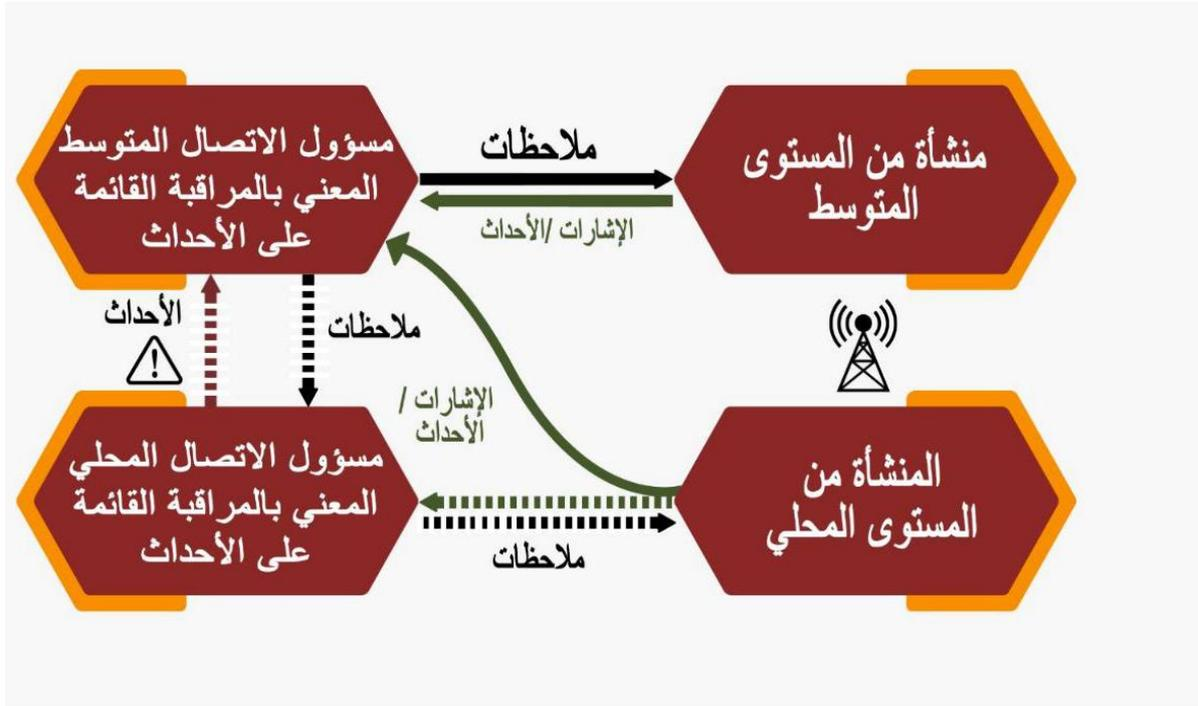 منشأة من المستوى
المتوسط
ملاحظات
الإشارات /الأحداث
مسؤول الاتصال المتوسط
المعني بالمراقبة القائمة
على الأحداث
الأحداث
ملاحظات
الإشارات /
الأحداث
المنشأة من
المستوى المحلي
ملاحظات
مسؤول الاتصال المحلي
المعني بالمراقبة القائمة
على الأحداث